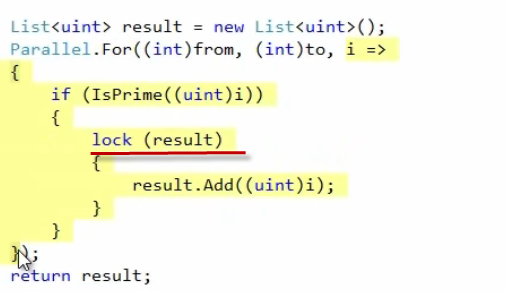 List<uint> result = new List<uint>();
Parallel.For((int)from, (int)to, i =>
{
    if (IsPrime((uint)i))
    {
        lock (result)
        {
            result.Add((uint)i);
        }
    }
});
return result;